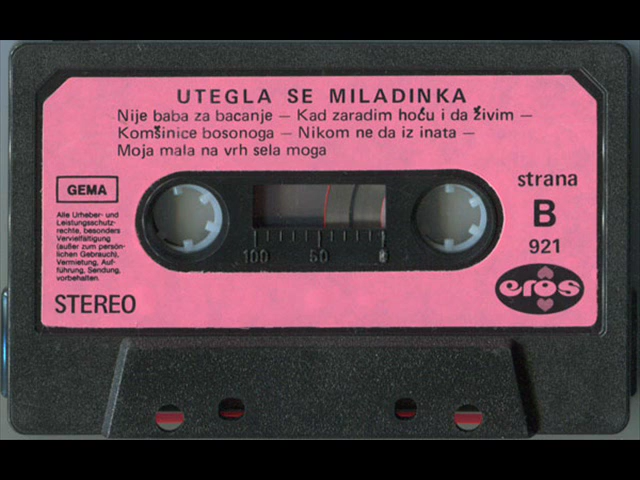 UTEGLA SE MILADINKA
Nije baba za bacanje — Kad zaradim hoću i da živim —
Komšinice bosonoga — Nikom ne da iz inata —
Moja mala na vrh sela moga
GEMA
Alle Urheber- und
Leistungsschutz-
rechte, besonders
Vervielfältigung
(außer zum persön-
lichen Gebrauch),
Vermietung, Auf-
führung, Sendung,
vorbehalten.
STEREO
100 50 0
strana
B
921
eros